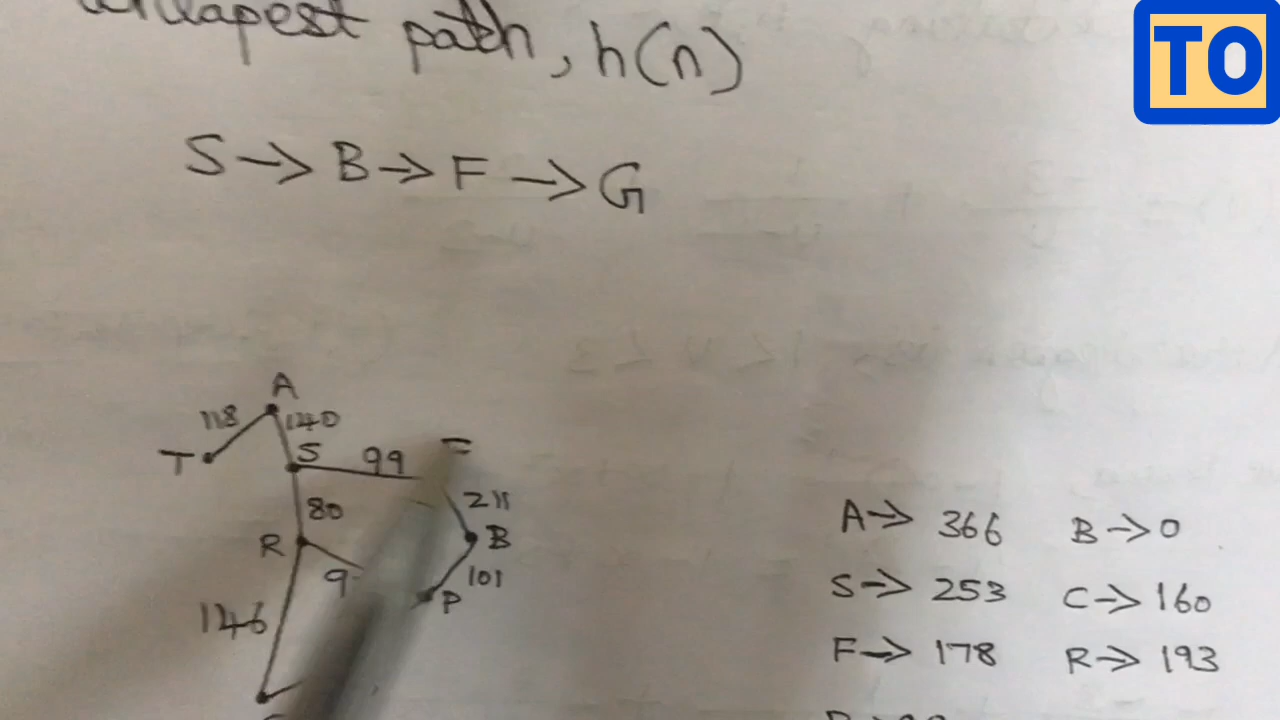 path, h(n)
TO
S → B → F → G
A
118 140
T S 99
80 211
R B
9 101
P
146
A → 366 B → 0
S → 253 C → 160
F → 178 R → 193